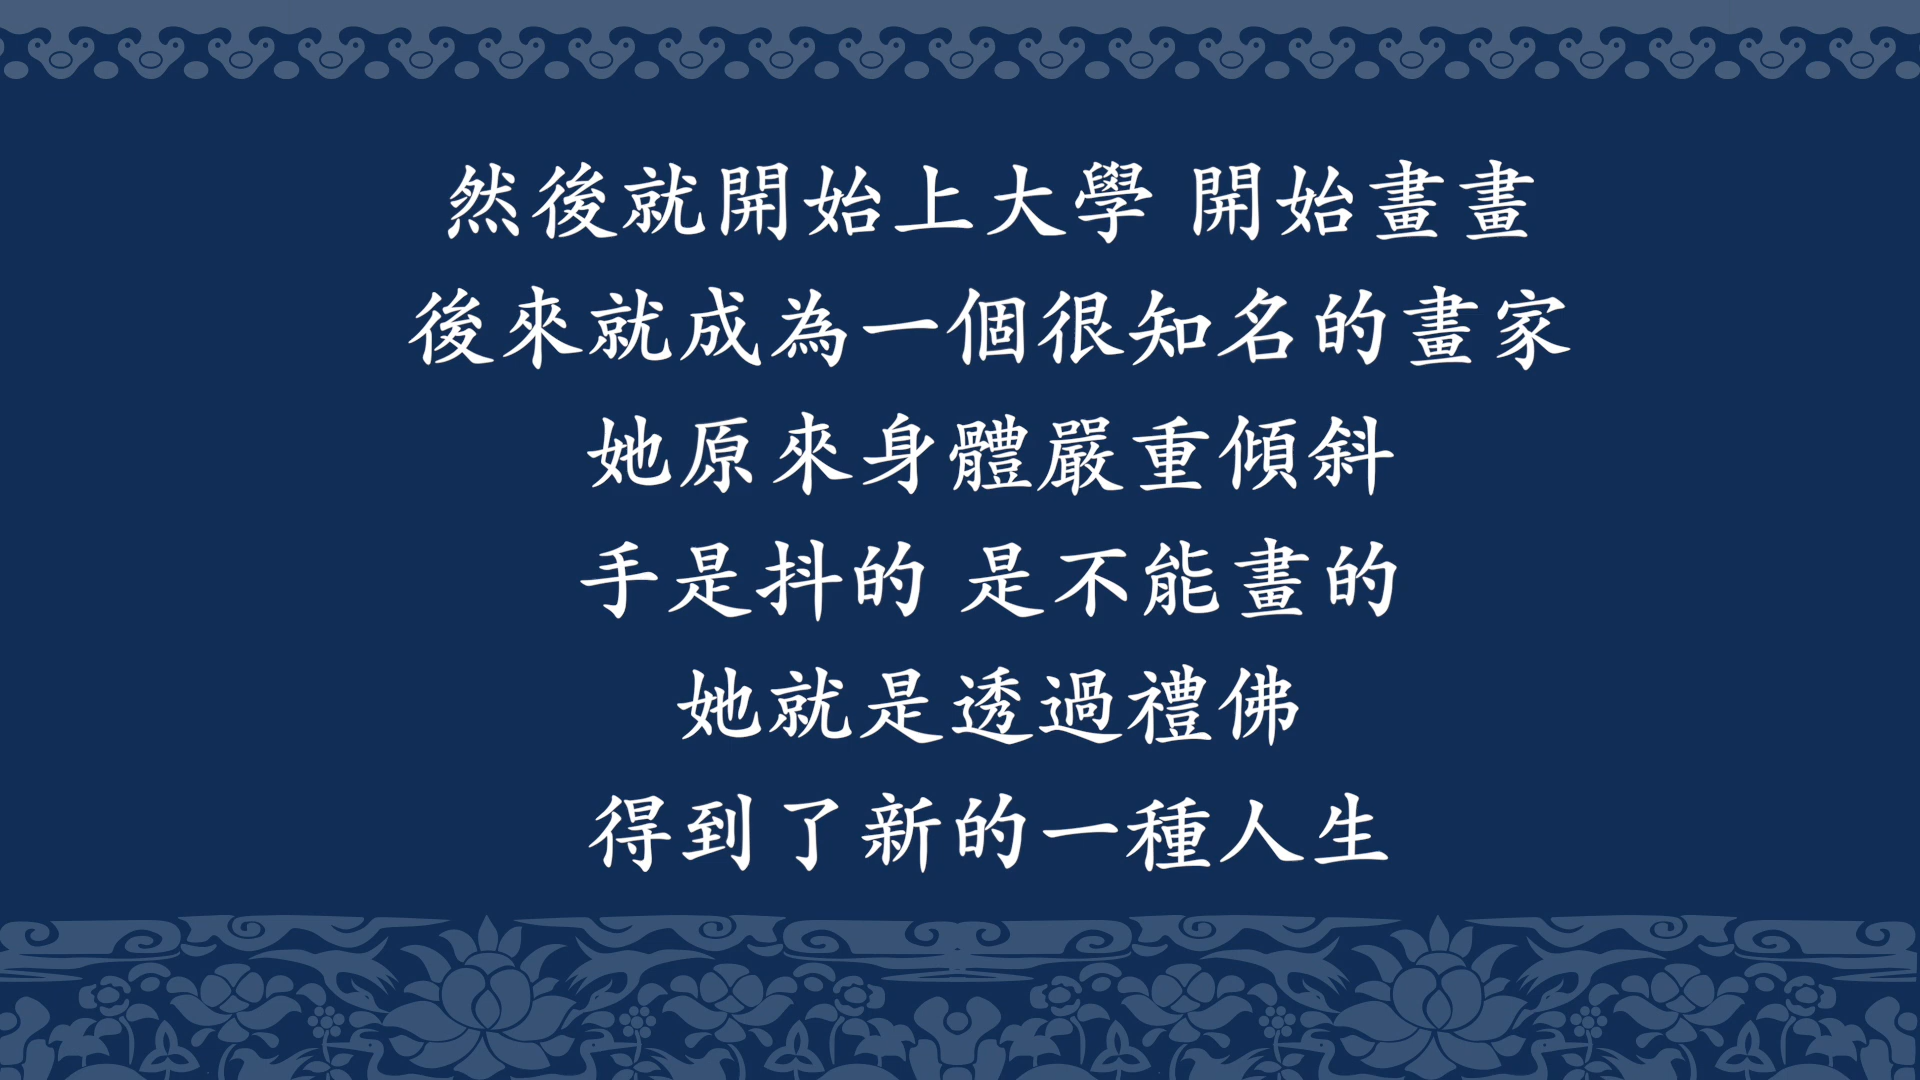 然後就開始上大學 開始畫畫
後來就成為一個很知名的畫家
她原來身體嚴重傾斜
手是抖的 是不能畫的
她就是透過禮佛
得到了新的一種人生